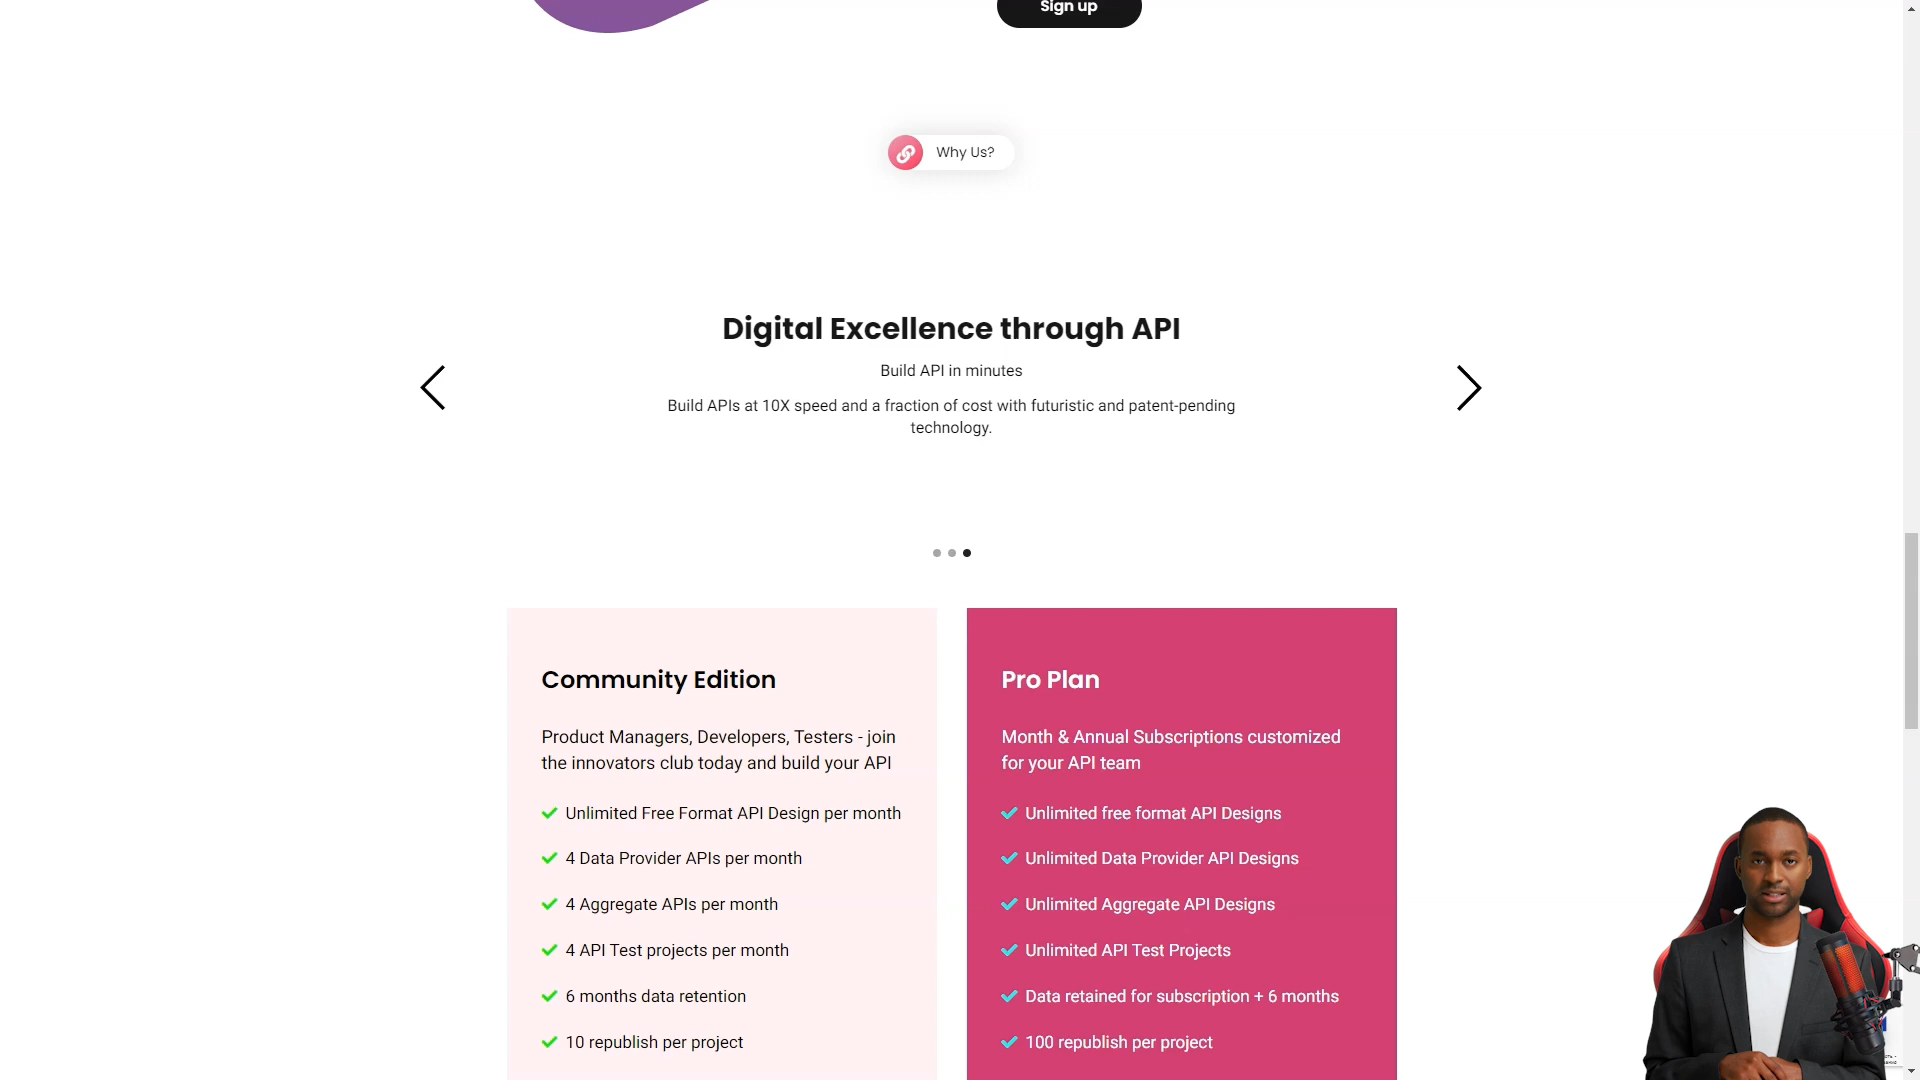 Sign up
Why Us?
Digital Excellence through API
Build API in minutes
Build APIs at 10X speed and a fraction of cost with futuristic and patent-pending
technology.
Community Edition
Product Managers, Developers, Testers - join
the innovators club today and build your API
Unlimited Free Format API Design per month
4 Data Provider APIs per month
4 Aggregate APIs per month
4 API Test projects per month
6 months data retention
10 republish per project
Pro Plan
Month & Annual Subscriptions customized
for your API team
Unlimited free format API Designs
Unlimited Data Provider API Designs
Unlimited Aggregate API Designs
Unlimited API Test Projects
Data retained for subscription + 6 months
100 republish per project